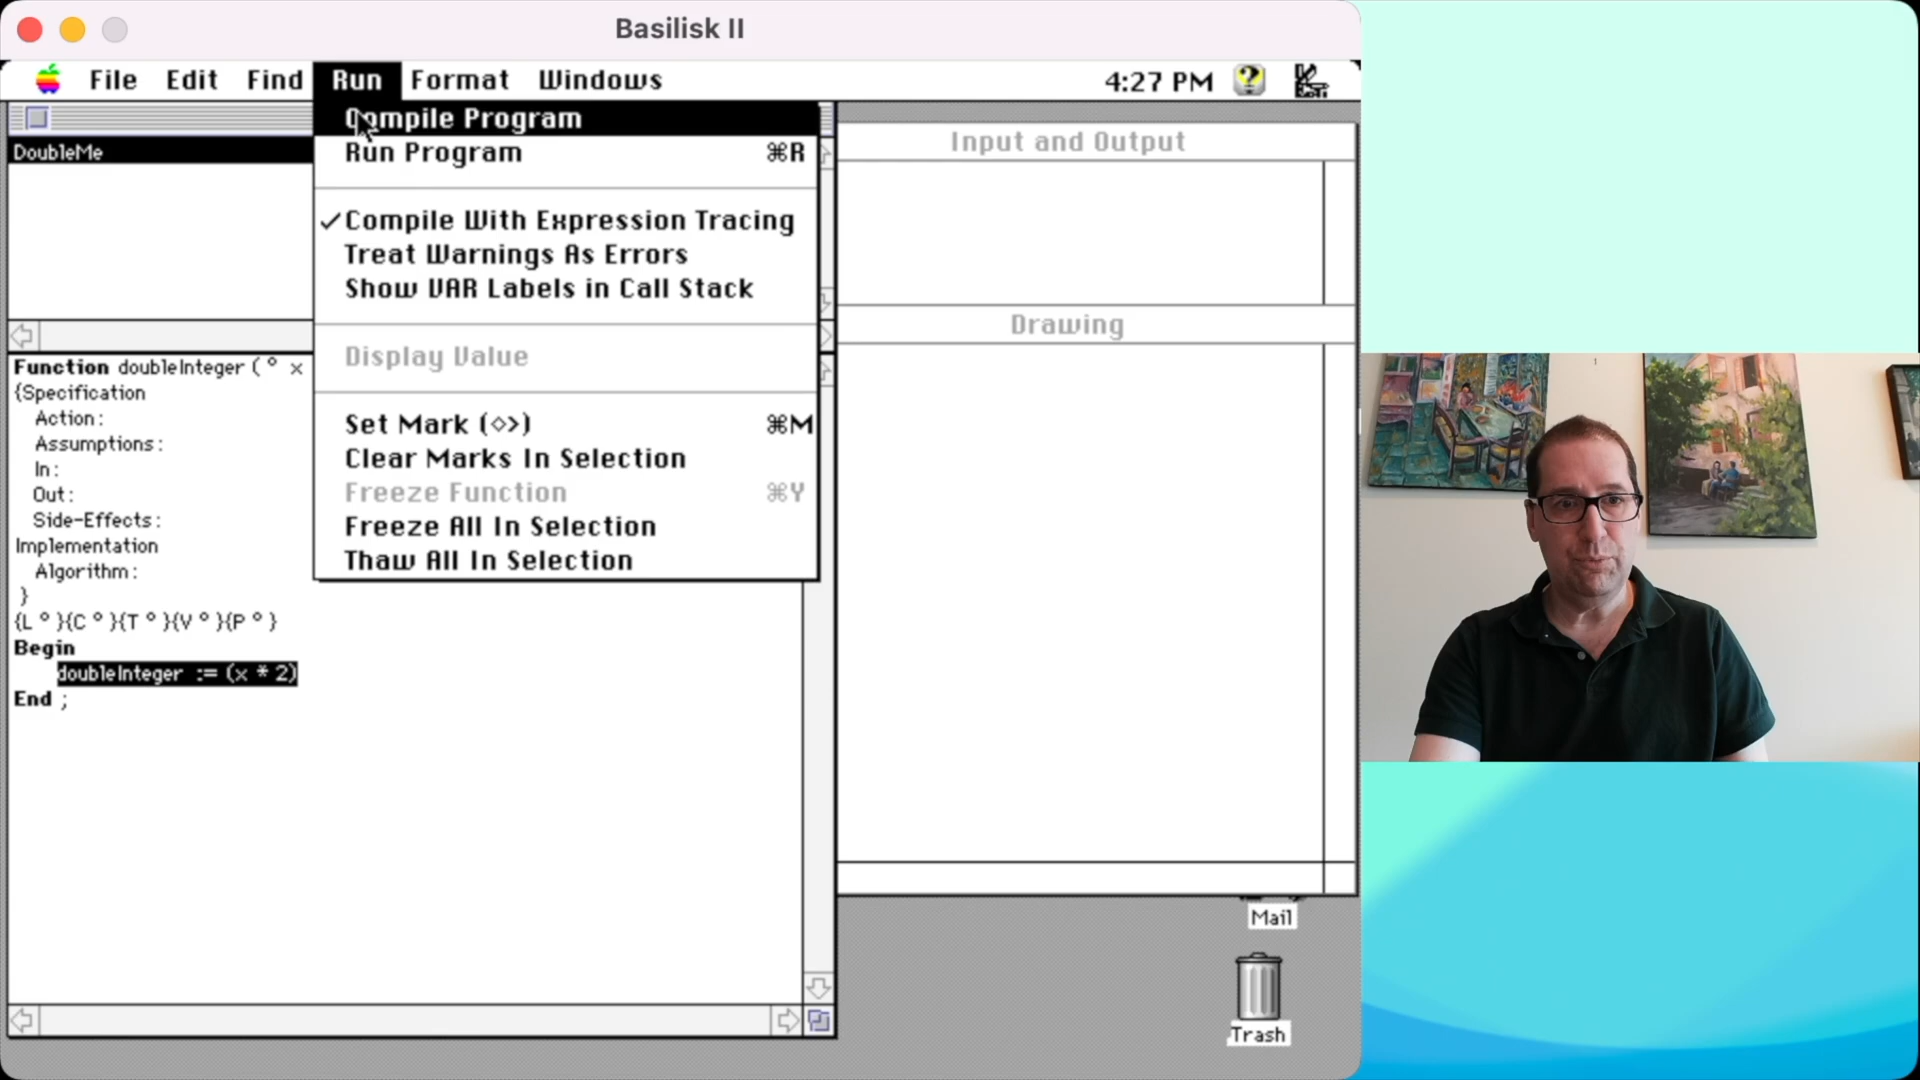 Basilisk II
File Edit Find Run Format Windows 4:27 PM
DoubleMe
Compile Program
Run Program ⌘R
✓Compile With Expression Tracing
Treat Warnings As Errors
Show VAR Labels in Call Stack
Display Value
Set Mark (◇>) ⌘M
Clear Marks In Selection
Freeze Function ⌘Y
Freeze All In Selection
Thaw All In Selection
Function doubleInteger ( ° x
{Specification
Action:
Assumptions:
In:
Out:
Side-Effects:
Implementation
Algorithm:
}
{L ° }{C ° }{T ° }{V ° }{P ° }
Begin
doubleInteger := (x * 2)
End ;
Input and Output
Drawing
Mail
Trash